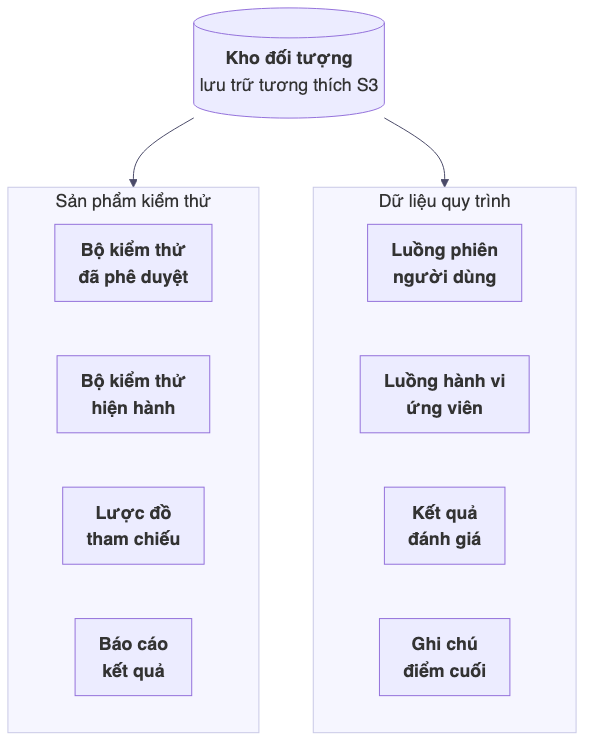 Kho đối tượng
lưu trữ tương thích S3
Sản phẩm kiểm thử
Bộ kiểm thử
đã phê duyệt
Bộ kiểm thử
hiện hành
Lược đồ
tham chiếu
Báo cáo
kết quả
Dữ liệu quy trình
Luồng phiên
người dùng
Luồng hành vi
ứng viên
Kết quả
đánh giá
Ghi chú
điểm cuối